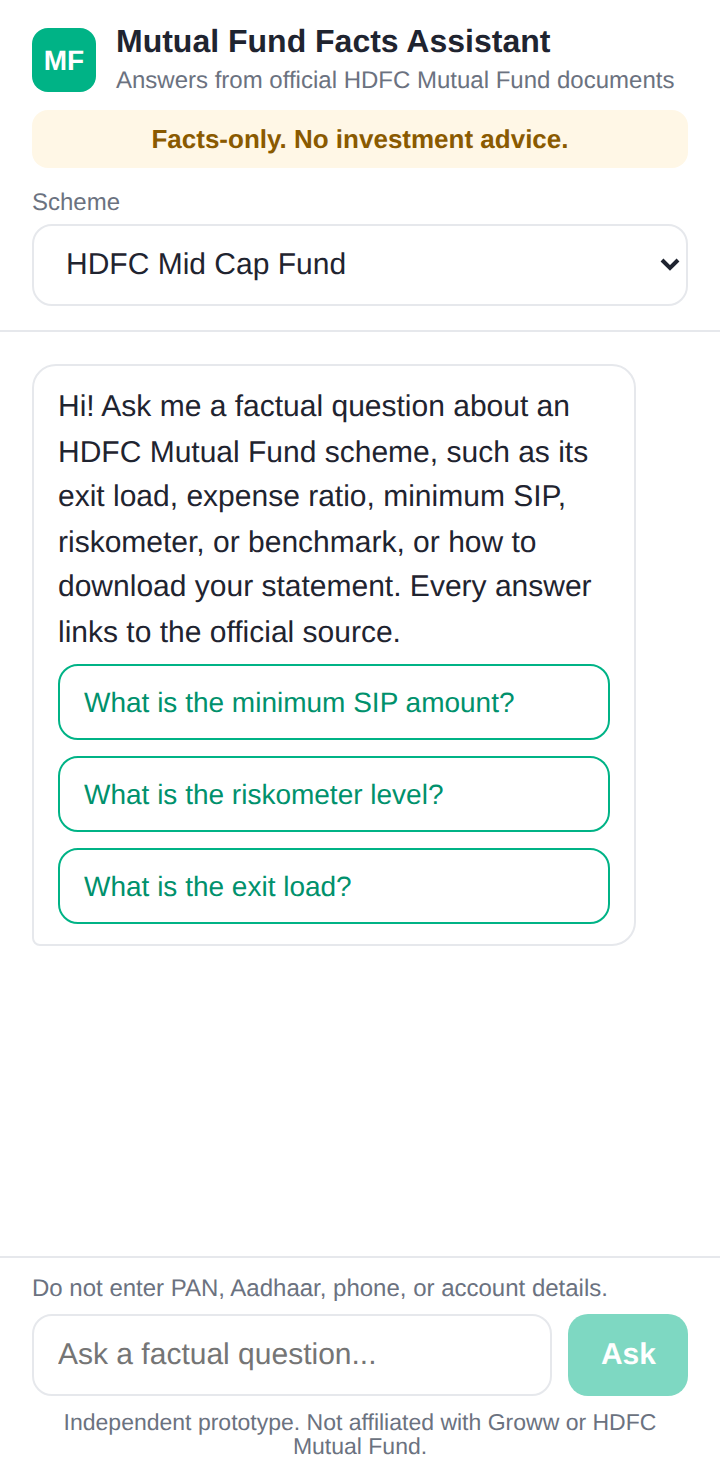 MF
Mutual Fund Facts Assistant
Answers from official HDFC Mutual Fund documents
Facts-only. No investment advice.
Scheme
HDFC Mid Cap Fund
Hi! Ask me a factual question about an
HDFC Mutual Fund scheme, such as its
exit load, expense ratio, minimum SIP,
riskometer, or benchmark, or how to
download your statement. Every answer
links to the official source.
What is the minimum SIP amount?
What is the riskometer level?
What is the exit load?
Do not enter PAN, Aadhaar, phone, or account details.
Ask a factual question...
Ask
Independent prototype. Not affiliated with Groww or HDFC
Mutual Fund.